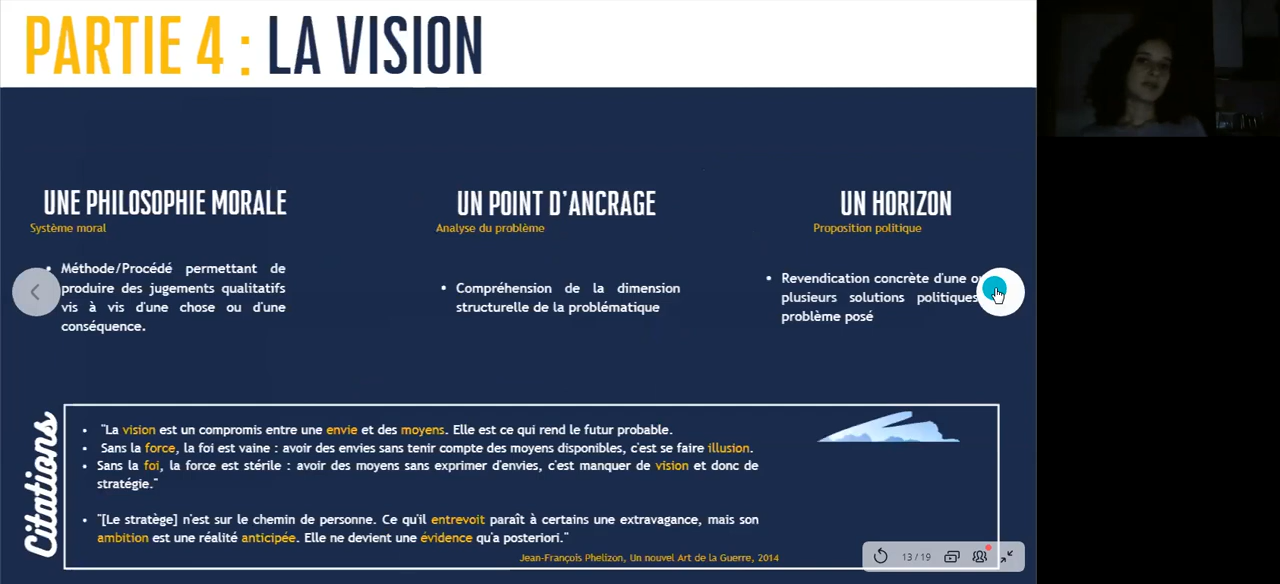 PARTIE 4 : LA VISION
UNE PHILOSOPHIE MORALE
Système moral
• Méthode/Procédé permettant de
produire des jugements qualitatifs
vis à vis d'une chose ou d'une
conséquence.
UN POINT D'ANCRAGE
Analyse du problème
• Compréhension de la dimension
structurelle de la problématique
UN HORIZON
Proposition politique
• Revendication concrète d'une
plusieurs solutions politiques
problème posé
Citations
• "La vision est un compromis entre une envie et des moyens. Elle est ce qui rend le futur probable.
• Sans la force, la foi est vaine : avoir des envies sans tenir compte des moyens disponibles, c'est se faire illusion.
• Sans la foi, la force est stérile : avoir des moyens sans exprimer d'envies, c'est manquer de vision et donc de
stratégie."
• "[Le stratège] n'est sur le chemin de personne. Ce qu'il entrevoit paraît à certains une extravagance, mais son
ambition est une réalité anticipée. Elle ne devient une évidence qu'a posteriori."
Jean-François Phelizon, Un nouvel Art de la Guerre, 2014
13 / 19